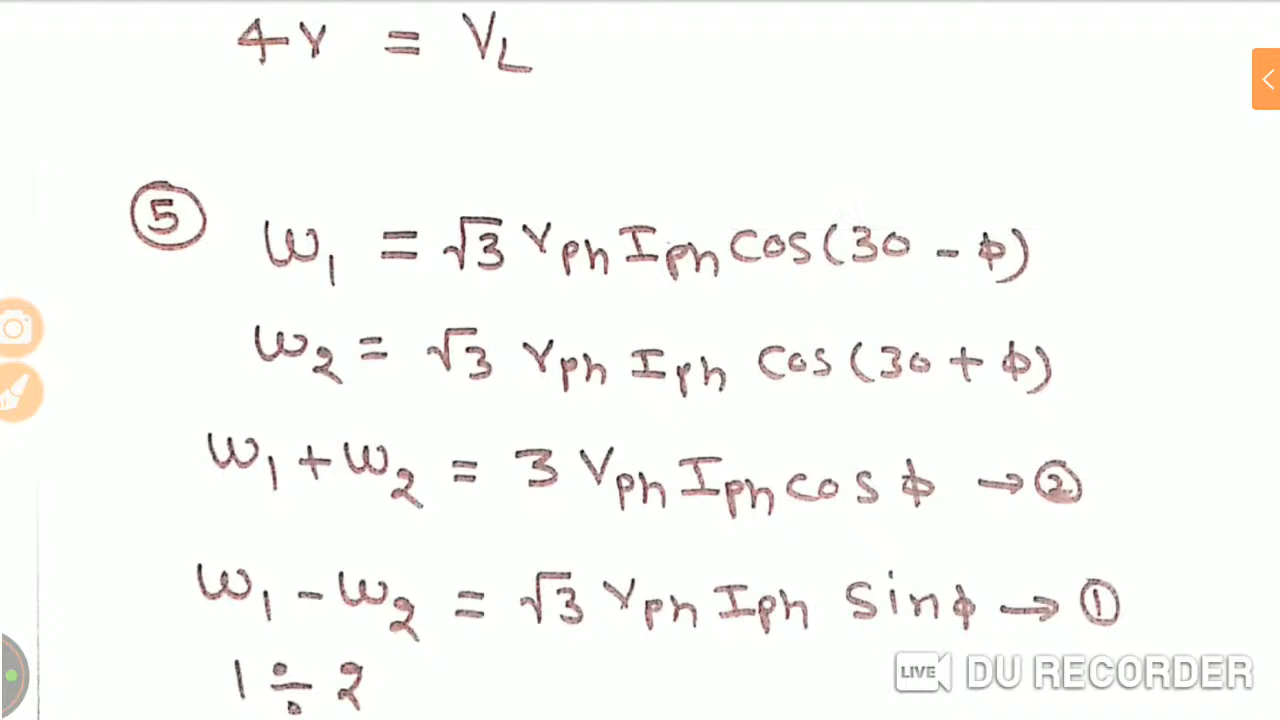 4V = VL
⑤ W1 = √3 Vph Iph cos(30 - φ)
W2 = √3 Vph Iph cos(30 + φ)
W1 + W2 = 3 Vph Iph cos φ → ②
W1 - W2 = √3 Vph Iph sin φ → ①
1 ÷ 2
LIVE DU RECORDER